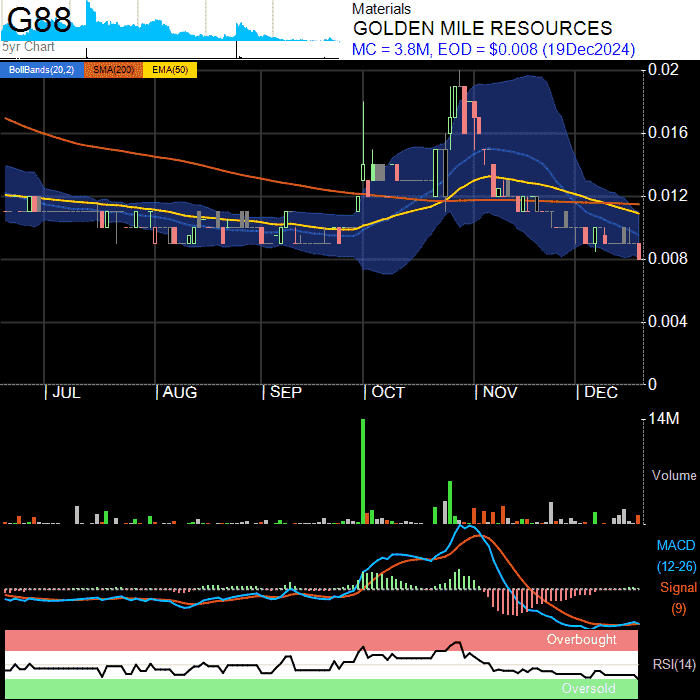 G88
5yr Chart
Materials
GOLDEN MILE RESOURCES
MC = 3.8M, EOD = $0.008 (19Dec2024)
BollBands(20,2) SMA(200) EMA(50)
0.02
0.016
0.012
0.008
0.004
0
| JUL | AUG | SEP | OCT | NOV | DEC
14M
Volume
MACD
(12-26)
Signal
(9)
Overbought
RSI(14)
Oversold